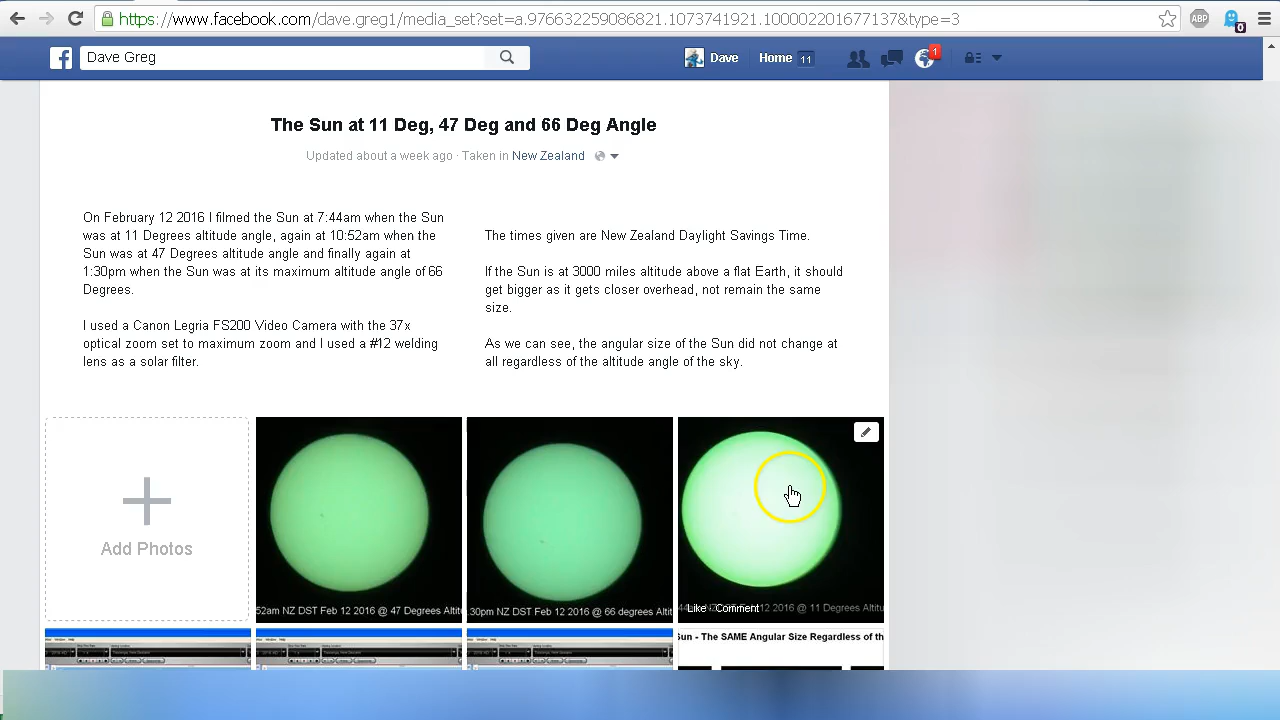 https://www.facebook.com/dave.greg1/media_set?set=a.976632259086821.1073741921.100002201677137&type=3
ABP
0
Dave Greg
Dave
Home 11
1
The Sun at 11 Deg, 47 Deg and 66 Deg Angle
Updated about a week ago · Taken in New Zealand
On February 12 2016 I filmed the Sun at 7:44am when the Sun
was at 11 Degrees altitude angle, again at 10:52am when the
Sun was at 47 Degrees altitude angle and finally again at
1:30pm when the Sun was at its maximum altitude angle of 66
Degrees.
I used a Canon Legria FS200 Video Camera with the 37x
optical zoom set to maximum zoom and I used a #12 welding
lens as a solar filter.
The times given are New Zealand Daylight Savings Time.
If the Sun is at 3000 miles altitude above a flat Earth, it should
get bigger as it gets closer overhead, not remain the same
size.
As we can see, the angular size of the Sun did not change at
all regardless of the altitude angle of the sky.
Add Photos
52am NZ DST Feb 12 2016 @ 47 Degrees Altitu
.30pm NZ DST Feb 12 2016 @ 66 degrees Altit
Like · Comment
12 2016 @ 11 Degrees Altitu
Sun - The SAME Angular Size Regardless of th